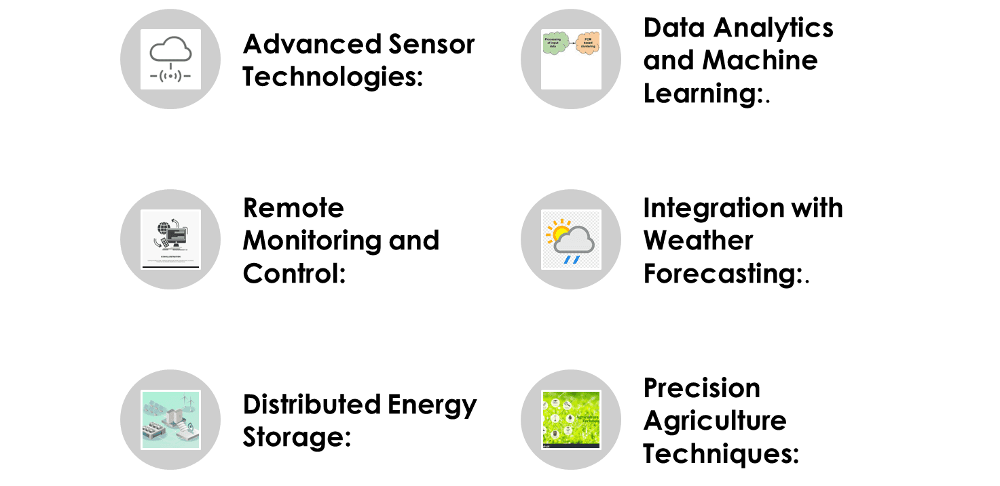 Advanced Sensor
Technologies:
Processing
of input
data
FCM
based
clustering
Data Analytics
and Machine
Learning:.
Remote
Monitoring and
Control:
Integration with
Weather
Forecasting:.
Distributed Energy
Storage:
Agriculture
Precision
Agriculture
Techniques: